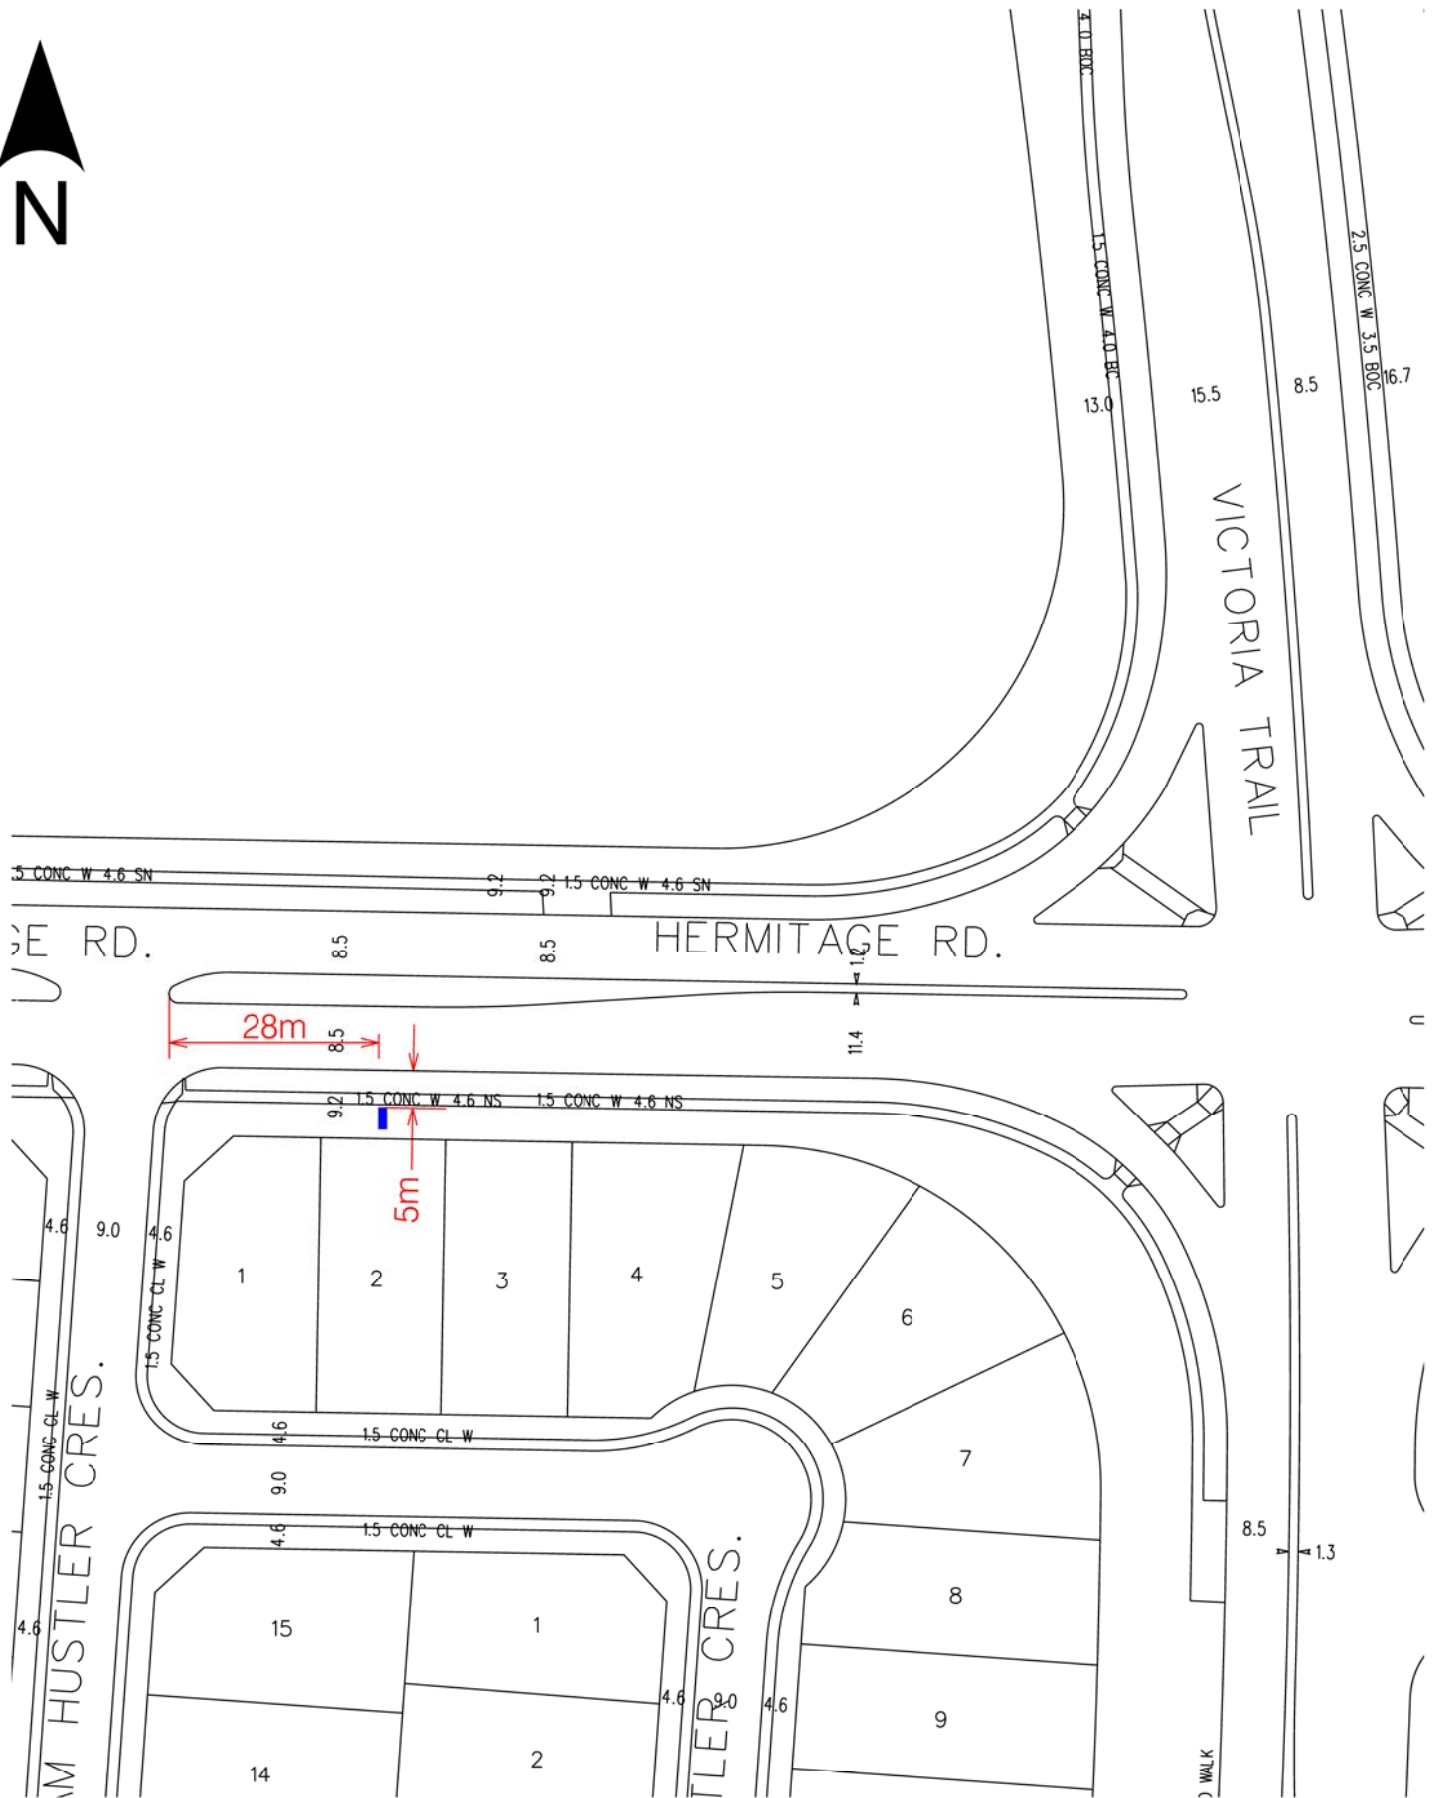 N
4.0 BOC
1.5 CONC W 4.0 BC
2.5 CONC W 3.5 BOC
16.7
8.5
15.5
13.0
VICTORIA TRAIL
5 CONC W 4.6 SN
9.2
9.2
1.5 CONC W 4.6 SN
GE RD.
8.5
8.5
HERMITAGE RD.
28m
8.5
11.4
9.2
1.5 CONC W 4.6 NS
1.5 CONC W 4.6 NS
5m
4.6
9.0
4.6
1.5 CONC CL W
1
2
3
4
5
6
7
8
9
1.5 CONC CL W
4.6
1.5 CONC CL W
9.0
4.6
1.5 CONC CL W
8.5
1.3
15
1
14
2
4.6
AM HUSTLER CRES.
TLER CRES.
4.6
9.0
4.6
WALK